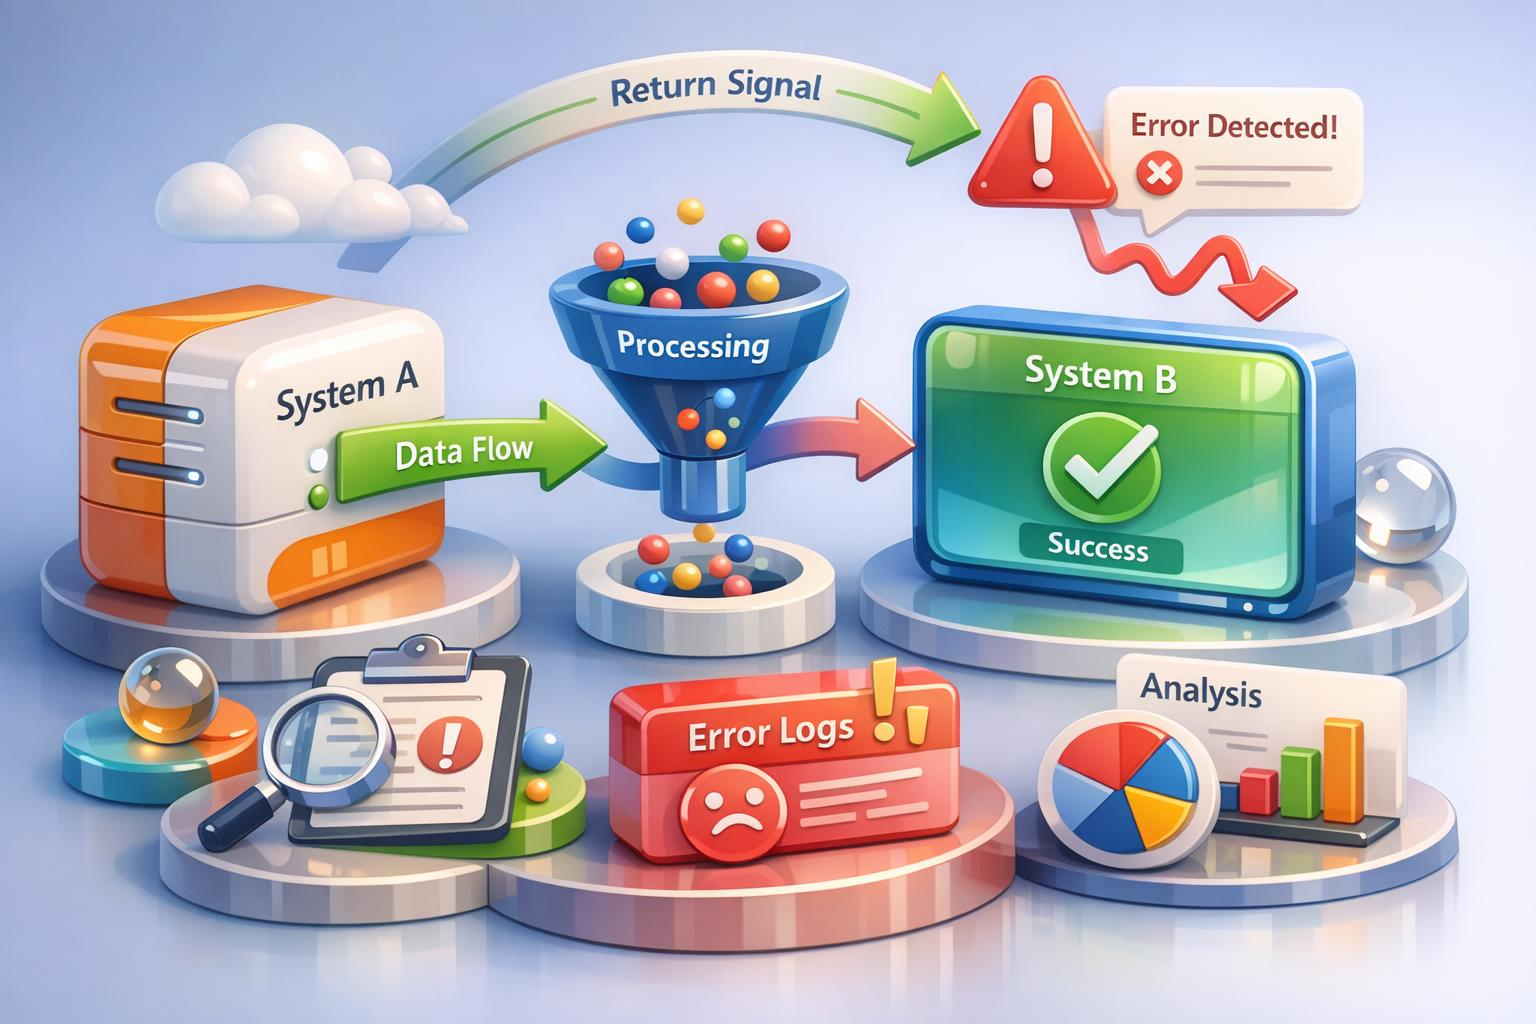 Return Signal
Error Detected!
Processing
System A
Data Flow
System B
Success
Error Logs
Analysis